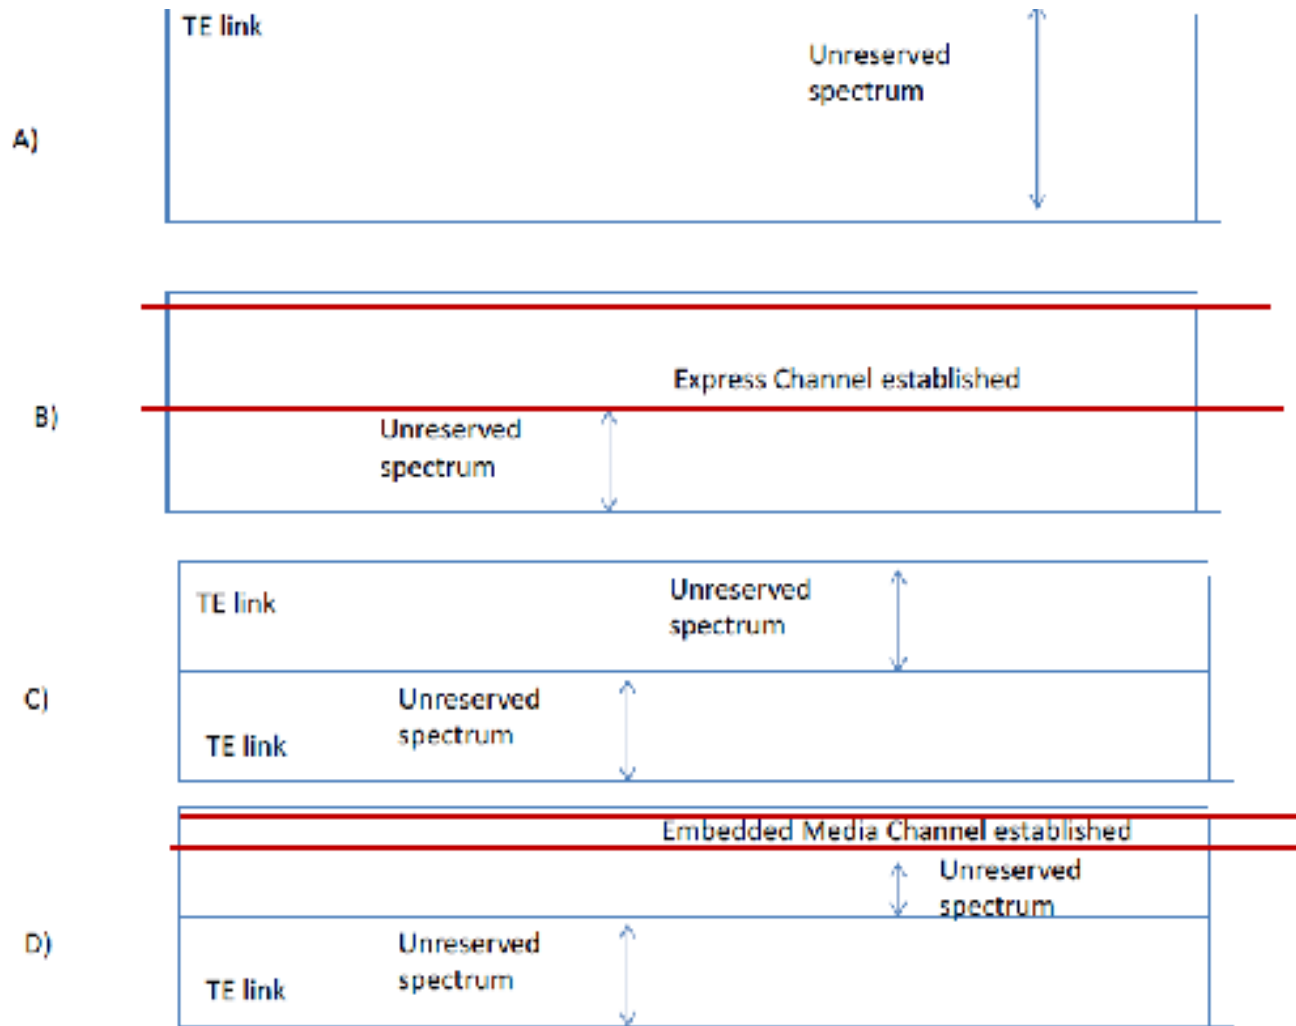 TE link
Unreserved
spectrum
A)
Express Channel established
B)
Unreserved
spectrum
TE link
Unreserved
spectrum
C)
Unreserved
spectrum
TE link
Embedded Media Channel established
Unreserved
spectrum
D)
Unreserved
spectrum
TE link